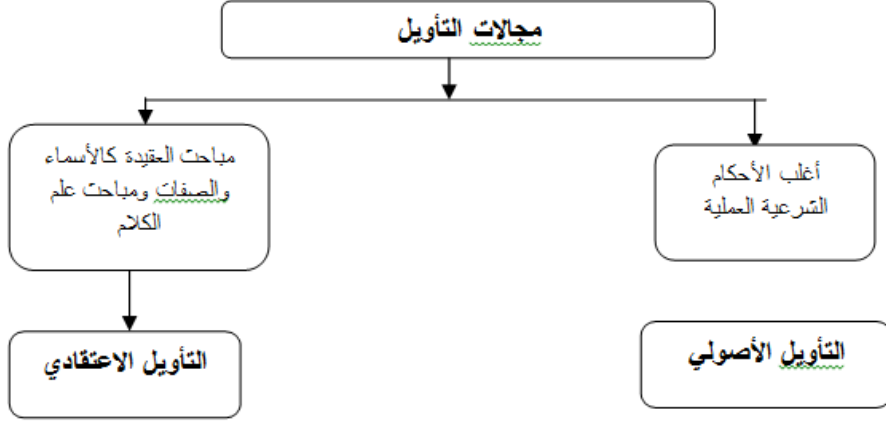 مجالات التأويل
أغلب الأحكام
الشرعية العملية
مباحث العقيدة كالأسماء
والصفات ومباحث علم
الكلام
التأويل الأصولي
التأويل الاعتقادي